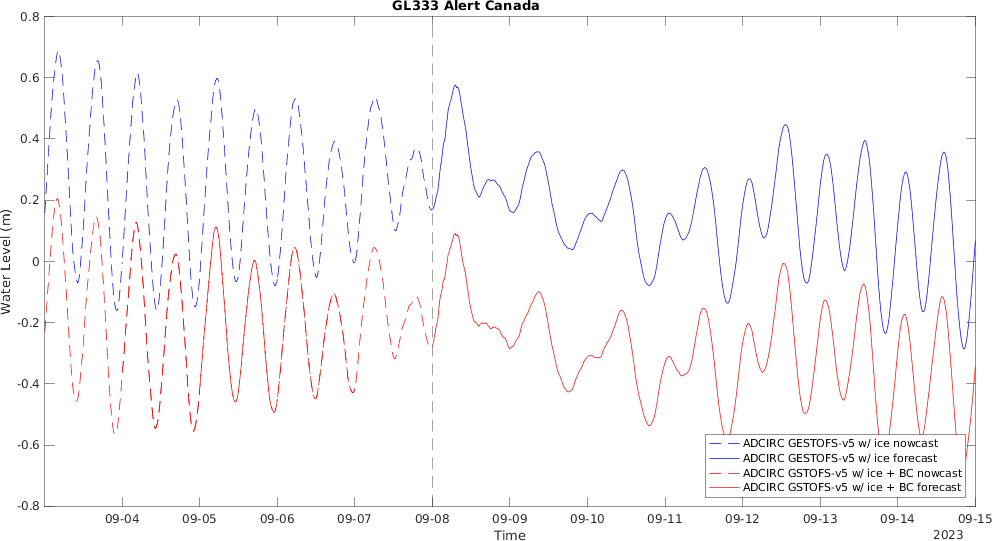 GL333 Alert Canada
Water Level (m)
0.8
0.6
0.4
0.2
0
-0.2
-0.4
-0.6
-0.8
09-04 09-05 09-06 09-07 09-08 09-09 09-10 09-11 09-12 09-13 09-14 09-15
Time
2023
ADCIRC GESTOFS-v5 w/ ice nowcast
ADCIRC GESTOFS-v5 w/ ice forecast
ADCIRC GSTOFS-v5 w/ ice + BC nowcast
ADCIRC GSTOFS-v5 w/ ice + BC forecast